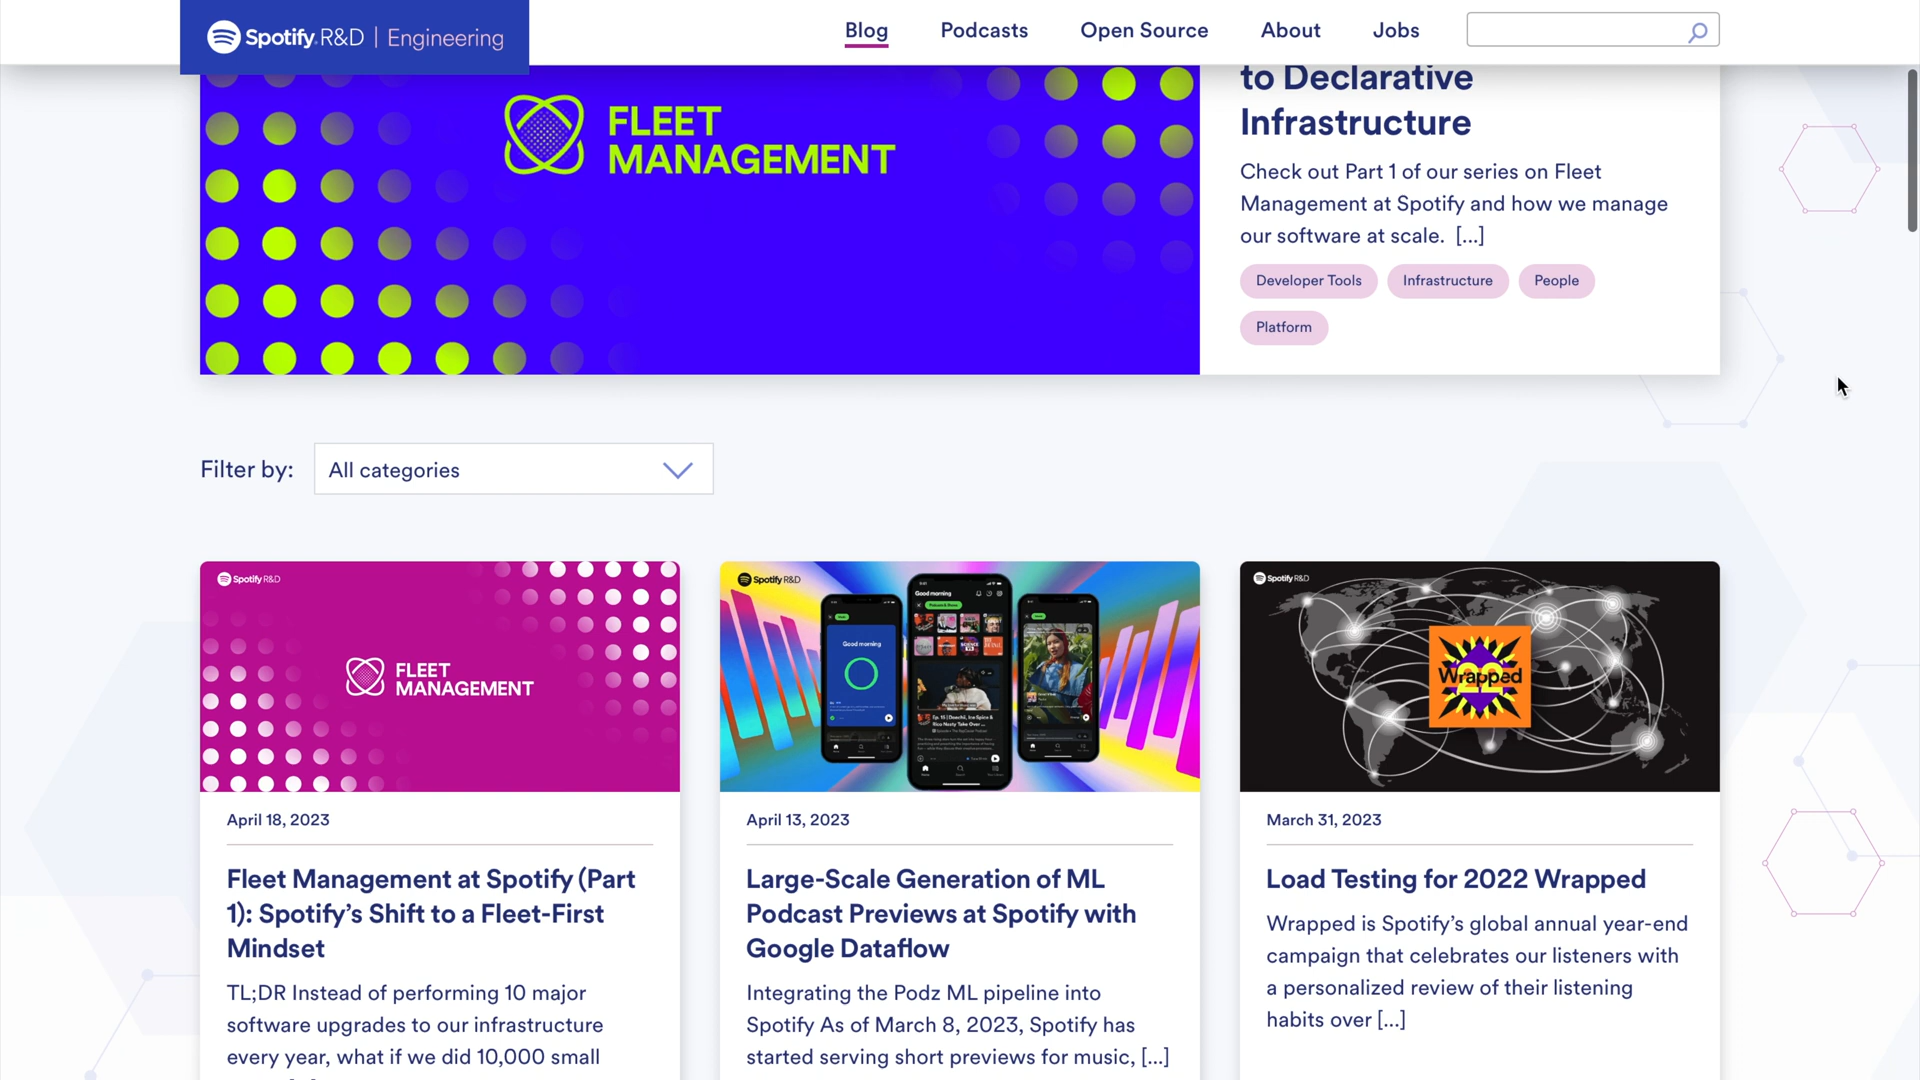 Spotify R&D | Engineering
Blog
Podcasts
Open Source
About
Jobs
FLEET
MANAGEMENT
to Declarative
Infrastructure
Check out Part 1 of our series on Fleet
Management at Spotify and how we manage
our software at scale. [...]
Developer Tools
Infrastructure
People
Platform
Filter by:
All categories
Spotify R&D
FLEET
MANAGEMENT
April 18, 2023
Fleet Management at Spotify (Part
1): Spotify’s Shift to a Fleet-First
Mindset
TL;DR Instead of performing 10 major
software upgrades to our infrastructure
every year, what if we did 10,000 small
Spotify R&D
Good morning
Good morning
Podcasts & Shows
April 13, 2023
Large-Scale Generation of ML
Podcast Previews at Spotify with
Google Dataflow
Integrating the Podz ML pipeline into
Spotify As of March 8, 2023, Spotify has
started serving short previews for music, [...]
Spotify R&D
Wrapped
March 31, 2023
Load Testing for 2022 Wrapped
Wrapped is Spotify’s global annual year-end
campaign that celebrates our listeners with
a personalized review of their listening
habits over [...]